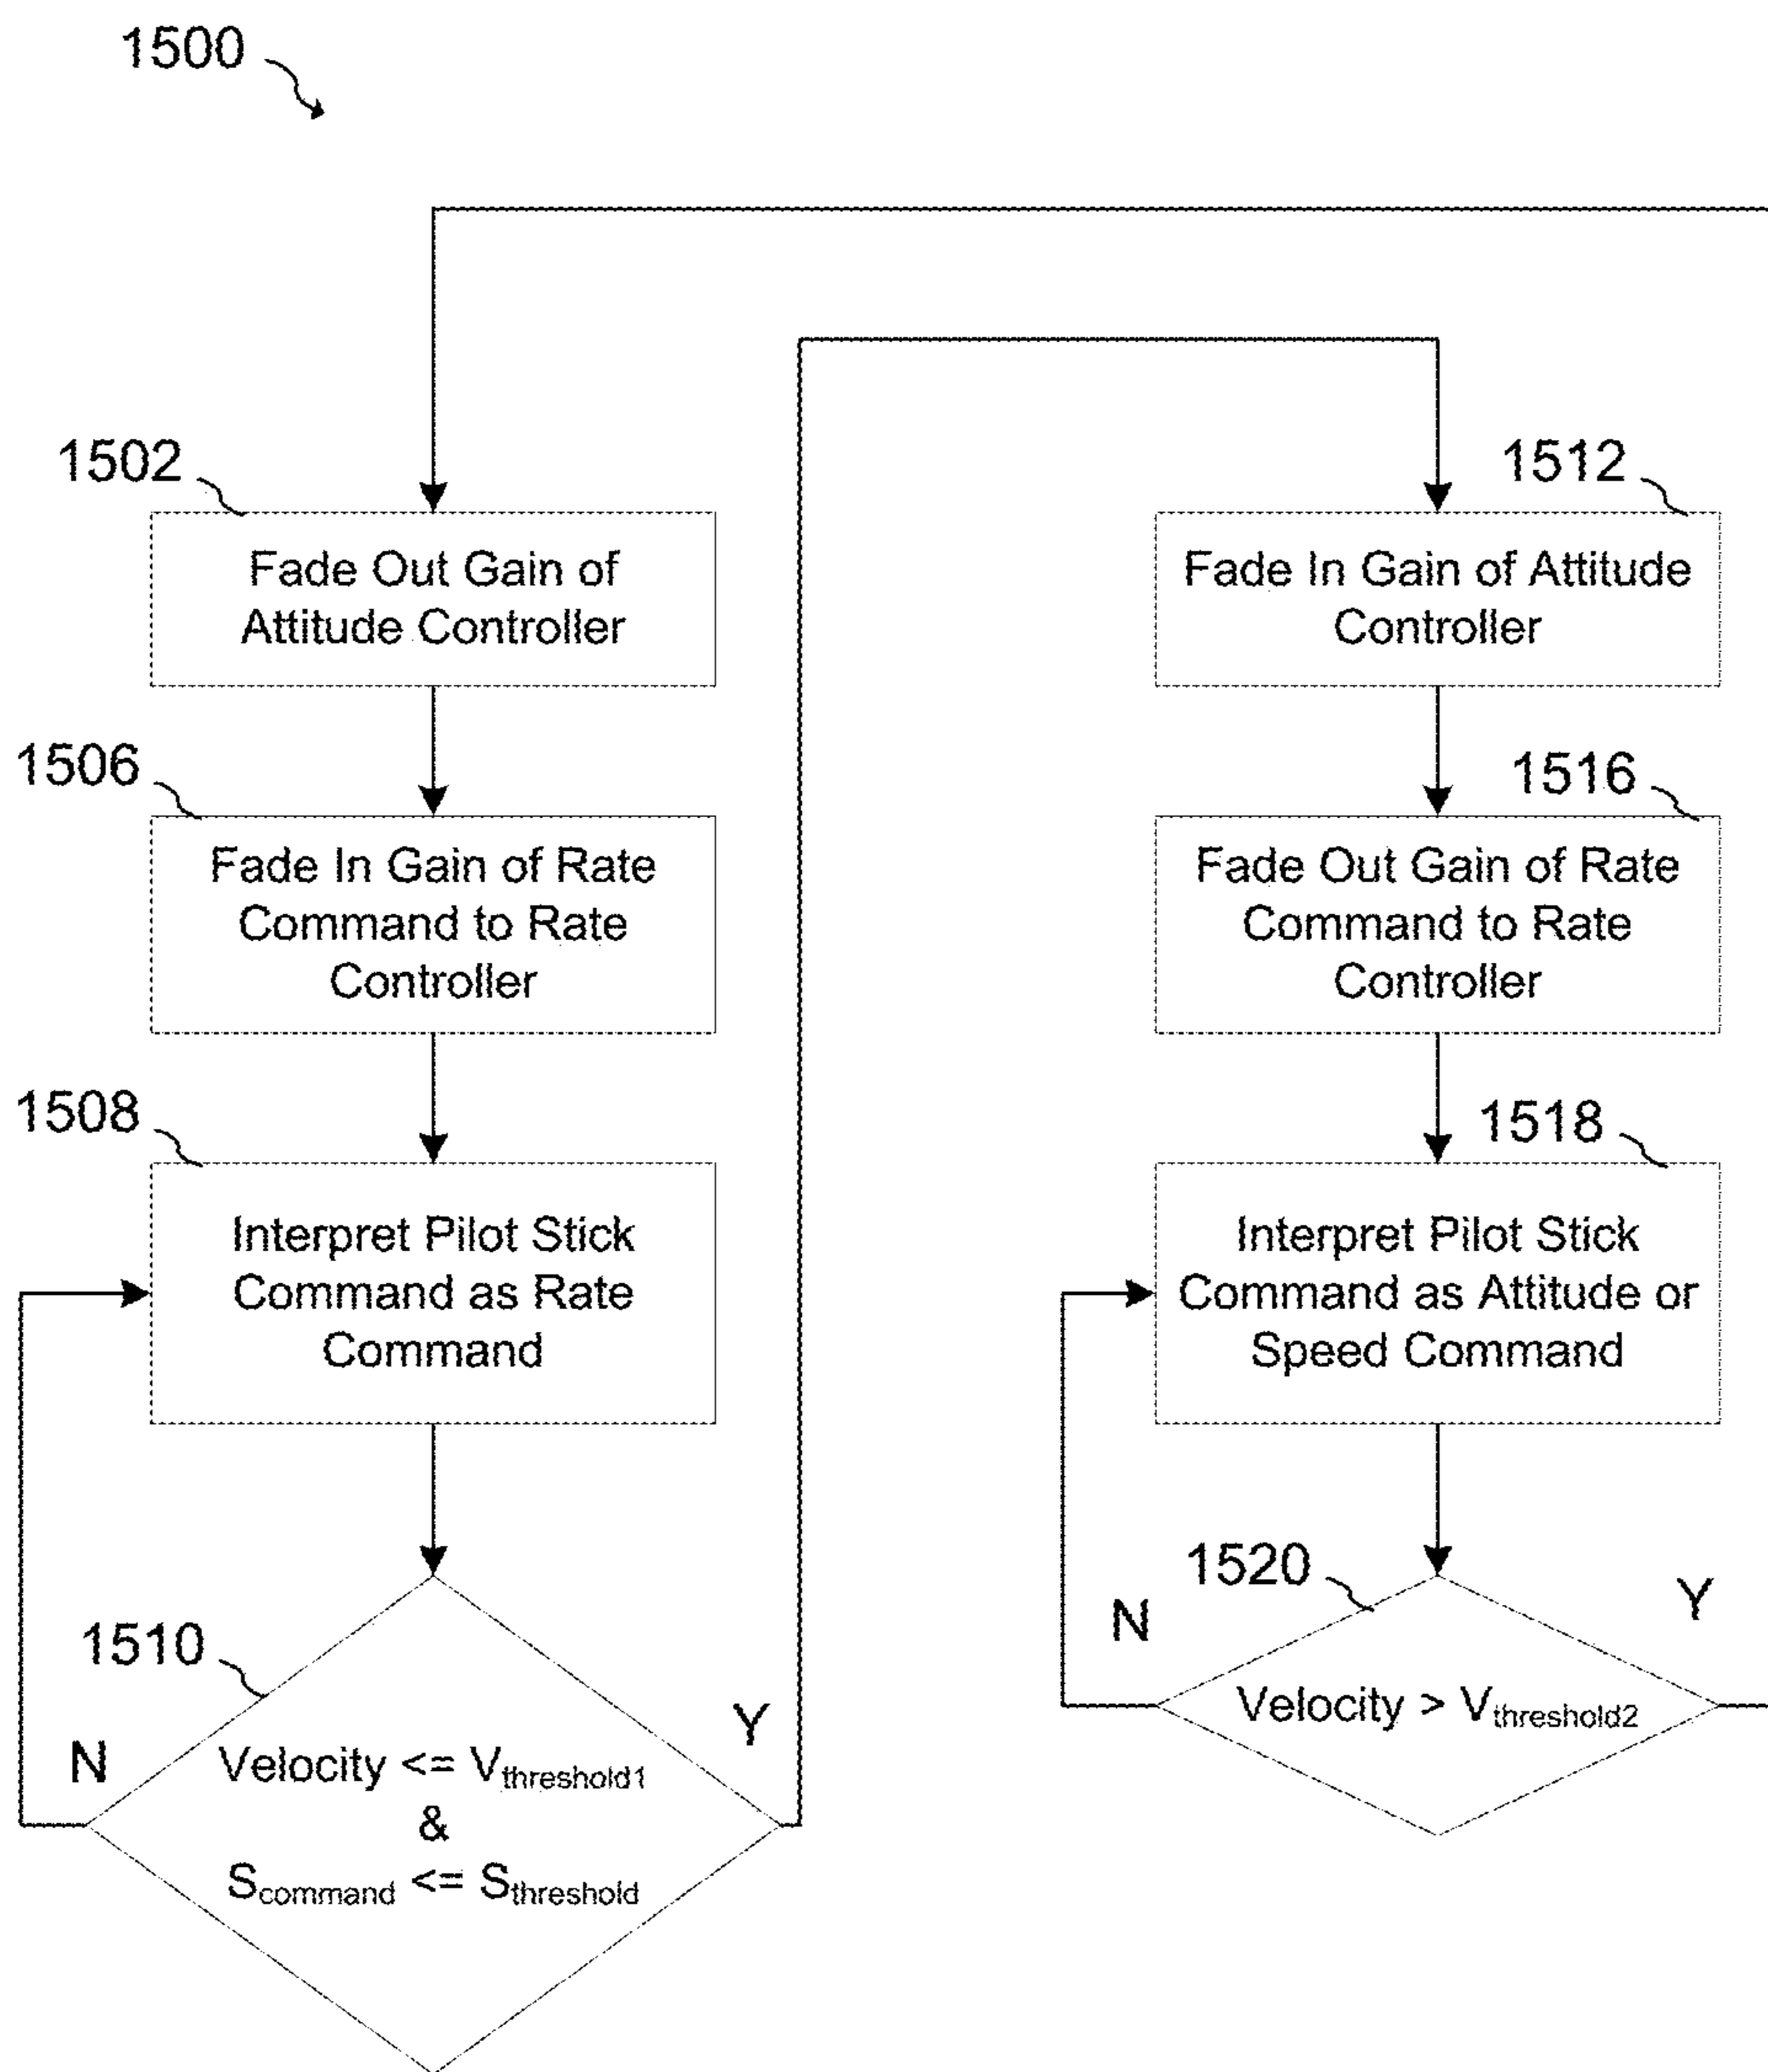 1500
1502
Fade Out Gain of
Attitude Controller
1506
Fade In Gain of Rate
Command to Rate
Controller
1508
Interpret Pilot Stick
Command as Rate
Command
1510
N
Y
Velocity <= Vthreshold1
&
Scommand <= Sthreshold
1512
Fade In Gain of Attitude
Controller
1516
Fade Out Gain of Rate
Command to Rate
Controller
1518
Interpret Pilot Stick
Command as Attitude or
Speed Command
1520
N
Y
Velocity > Vthreshold2